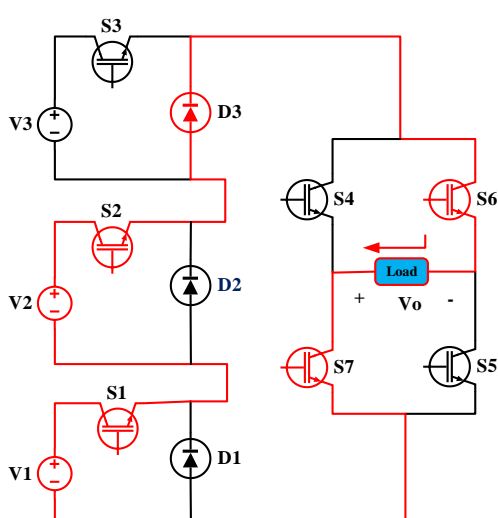 S3
V3
+
−
D3
S2
V2
+
−
D2
S1
V1
+
−
D1
S4
S6
Load
+ Vo -
S7
S5